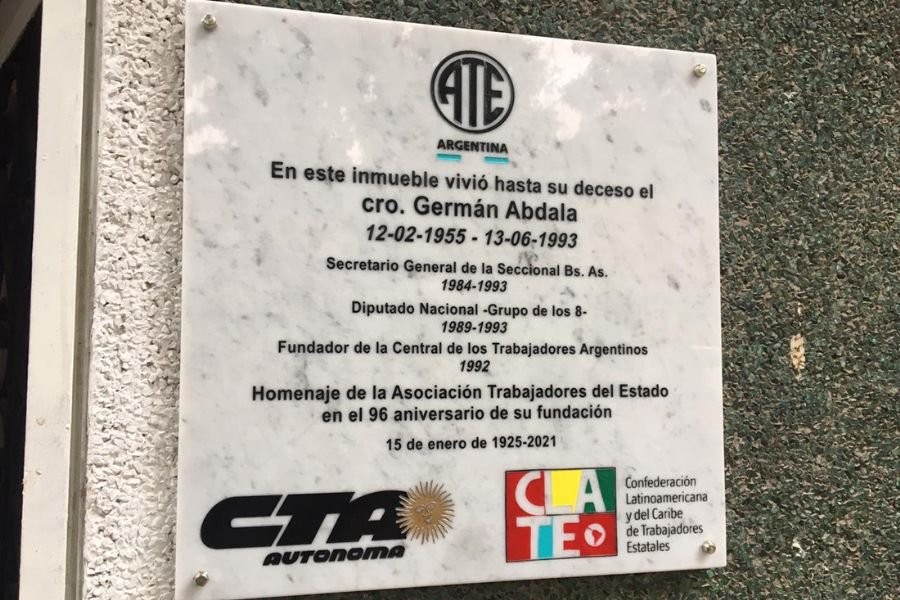 ATE
ARGENTINA
En este inmueble vivió hasta su deceso el
cro. Germán Abdala
12-02-1955 - 13-06-1993
Secretario General de la Seccional Bs. As.
1984-1993
Diputado Nacional -Grupo de los 8-
1989-1993
Fundador de la Central de los Trabajadores Argentinos
1992
Homenaje de la Asociación Trabajadores del Estado
en el 96 aniversario de su fundación
15 de enero de 1925-2021
CTA
AUTONOMA
CLA
TE
Confederación
Latinoamericana
y del Caribe
de Trabajadores
Estatales